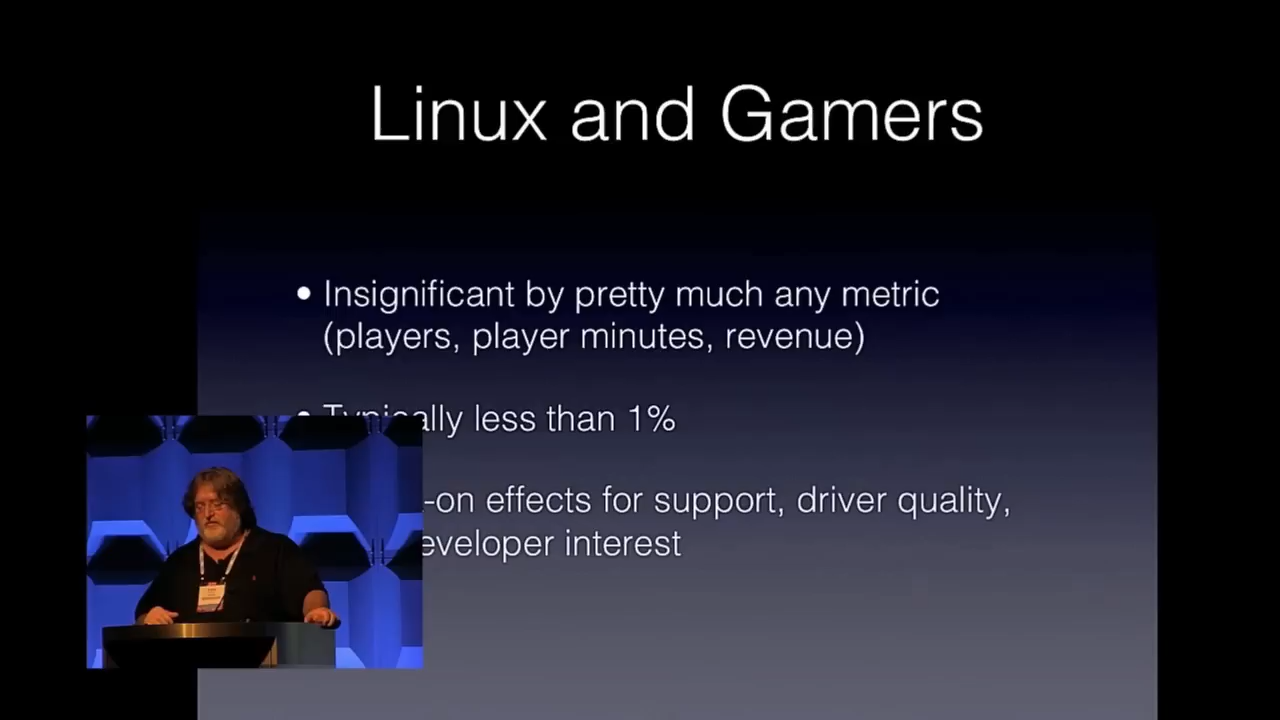 Linux and Gamers
• Insignificant by pretty much any metric
(players, player minutes, revenue)
• Typically less than 1%
-on effects for support, driver quality,
eveloper interest